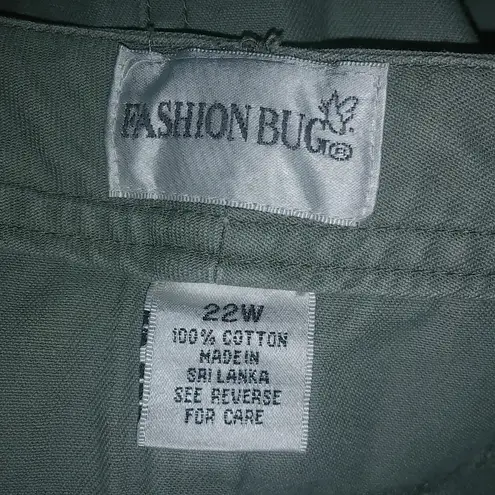 FASHION BUG®
22W
100% COTTON
MADE IN
SRI LANKA
SEE REVERSE
FOR CARE